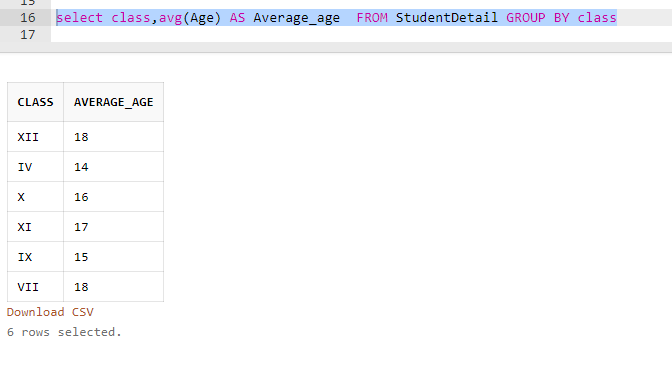 15
16 select class,avg(Age) AS Average_age  FROM StudentDetail GROUP BY class
17
CLASS AVERAGE_AGE
XII 18
IV 14
X 16
XI 17
IX 15
VII 18
Download CSV
6 rows selected.